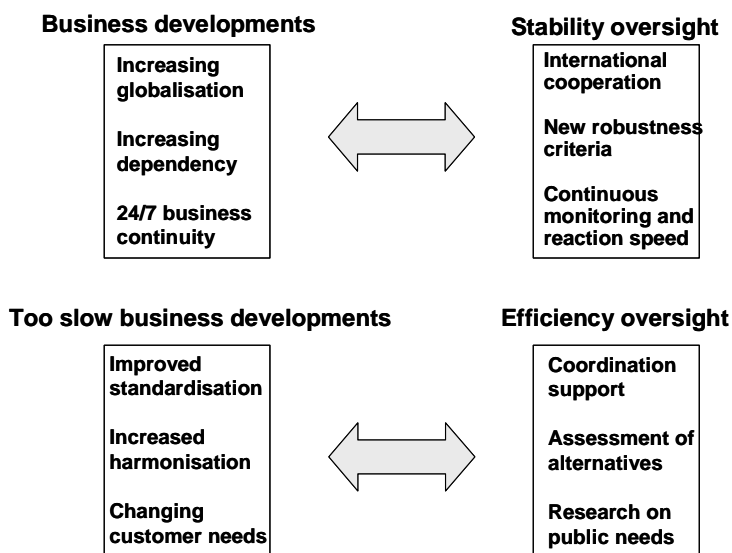 Business developments
Increasing
globalisation
Increasing
dependency
24/7 business
continuity
Stability oversight
International
cooperation
New robustness
criteria
Continuous
monitoring and
reaction speed
Too slow business developments
Improved
standardisation
Increased
harmonisation
Changing
customer needs
Efficiency oversight
Coordination
support
Assessment of
alternatives
Research on
public needs